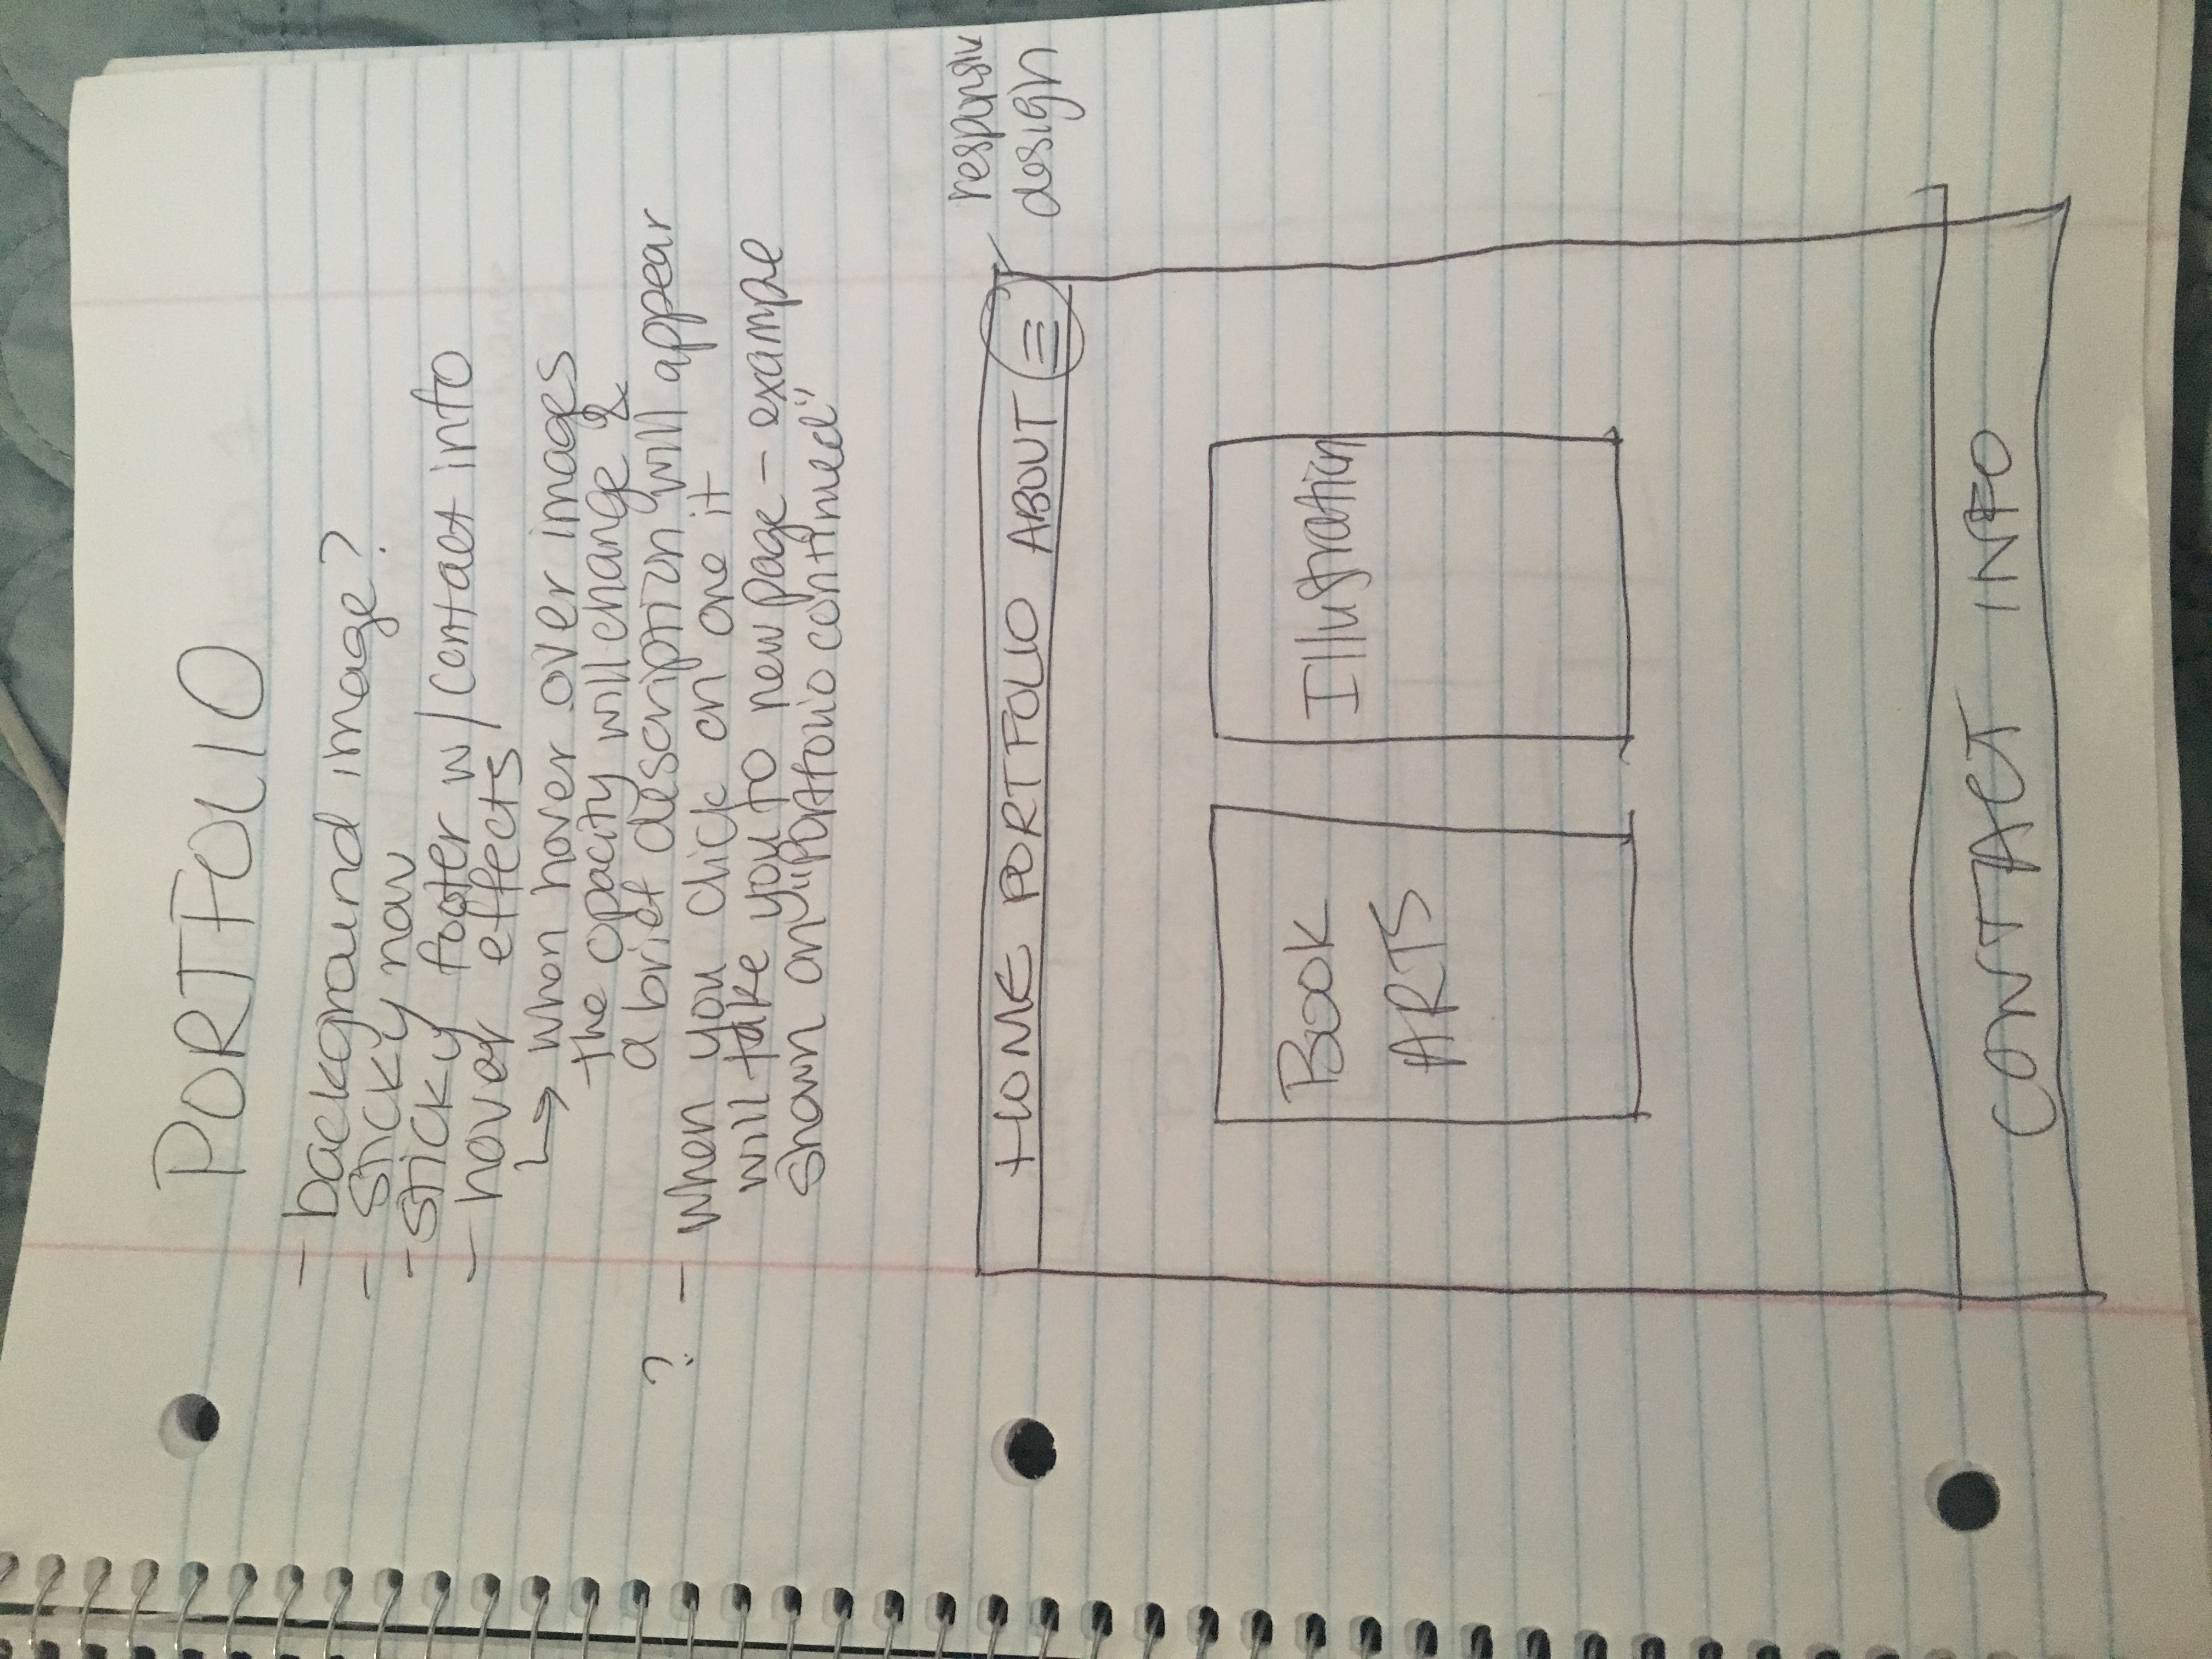 PORTFOLIO
- background image?
- sticky nav
- sticky footer w/ contact info
- hover effects
↳ when hover over images
the opacity will change &
a brief description will appear
? - when you click on one it
will take you to new page - example
shown on "portfolio continued"
responsiv
design
HOME PORTFOLIO ABOUT
Book
ARTS
Illustration
CONTACT INFO